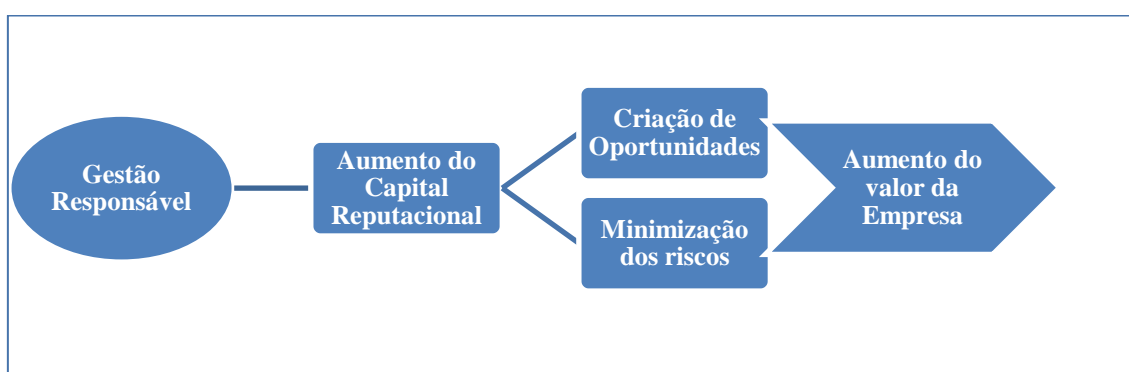 Gestão
Responsável
Aumento do
Capital
Reputacional
Criação de
Oportunidades
Minimização
dos riscos
Aumento do
valor da
Empresa